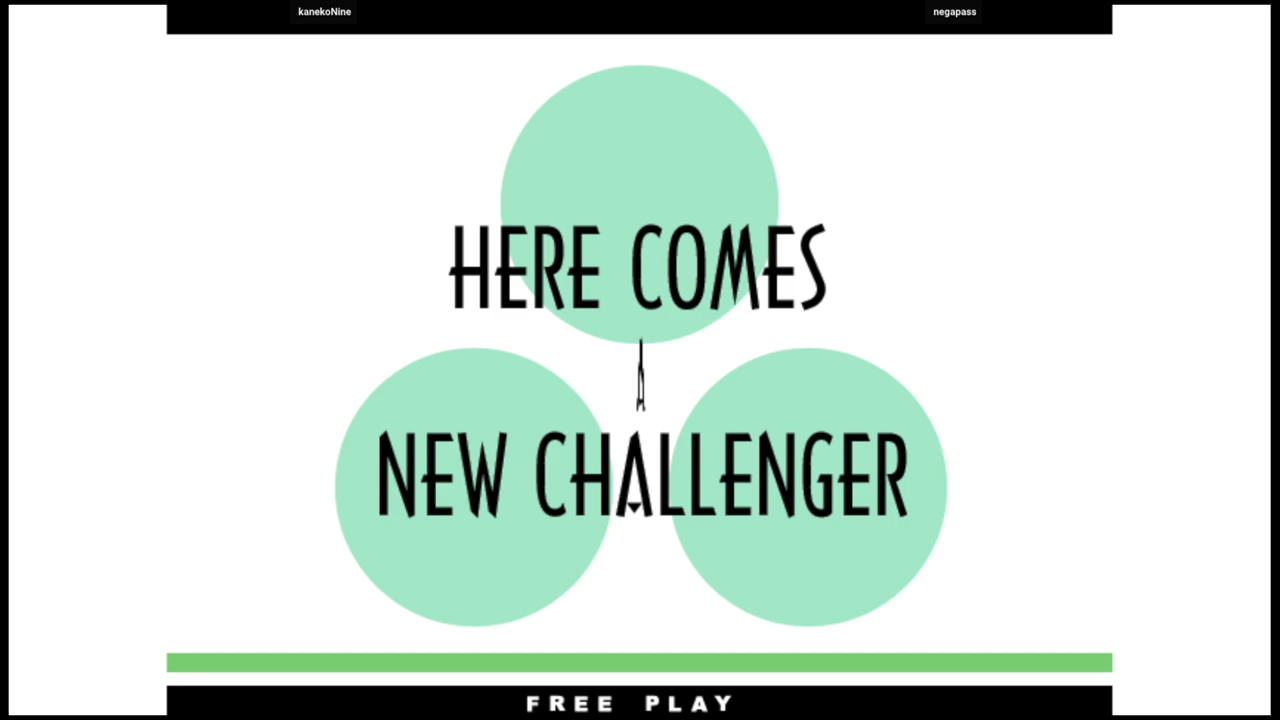 kanekoNine negapass
HERE COMES
A
NEW CHALLENGER
FREE PLAY